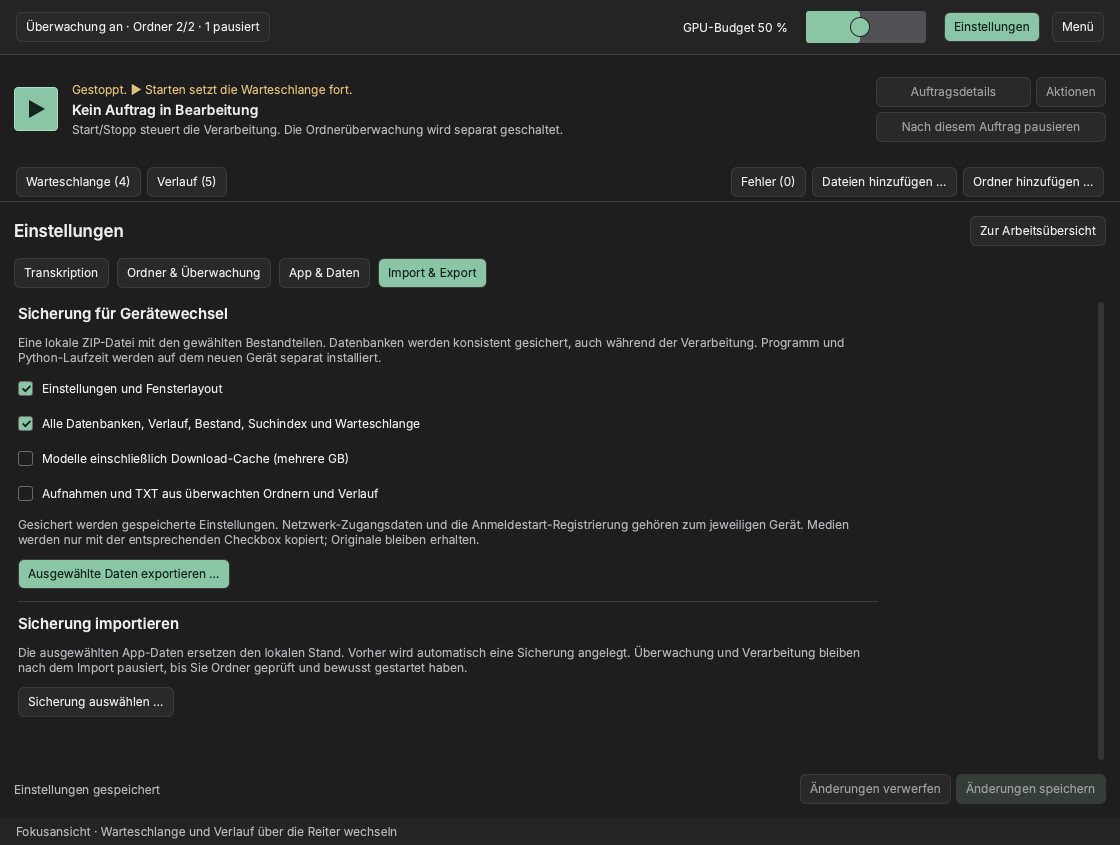 Überwachung an · Ordner 2/2 · 1 pausiert
GPU-Budget 50 %
Einstellungen
Menü
Gestoppt. ▶ Starten setzt die Warteschlange fort.
Kein Auftrag in Bearbeitung
Start/Stopp steuert die Verarbeitung. Die Ordnerüberwachung wird separat geschaltet.
Auftragsdetails
Aktionen
Nach diesem Auftrag pausieren
Warteschlange (4)
Verlauf (5)
Fehler (0)
Dateien hinzufügen ...
Ordner hinzufügen ...
Einstellungen
Zur Arbeitsübersicht
Transkription
Ordner & Überwachung
App & Daten
Import & Export
Sicherung für Gerätewechsel
Eine lokale ZIP-Datei mit den gewählten Bestandteilen. Datenbanken werden konsistent gesichert, auch während der Verarbeitung. Programm und
Python-Laufzeit werden auf dem neuen Gerät separat installiert.
Einstellungen und Fensterlayout
Alle Datenbanken, Verlauf, Bestand, Suchindex und Warteschlange
Modelle einschließlich Download-Cache (mehrere GB)
Aufnahmen und TXT aus überwachten Ordnern und Verlauf
Gesichert werden gespeicherte Einstellungen. Netzwerk-Zugangsdaten und die Anmeldestart-Registrierung gehören zum jeweiligen Gerät. Medien
werden nur mit der entsprechenden Checkbox kopiert; Originale bleiben erhalten.
Ausgewählte Daten exportieren ...
Sicherung importieren
Die ausgewählten App-Daten ersetzen den lokalen Stand. Vorher wird automatisch eine Sicherung angelegt. Überwachung und Verarbeitung bleiben
nach dem Import pausiert, bis Sie Ordner geprüft und bewusst gestartet haben.
Sicherung auswählen ...
Einstellungen gespeichert
Änderungen verwerfen
Änderungen speichern
Fokusansicht · Warteschlange und Verlauf über die Reiter wechseln